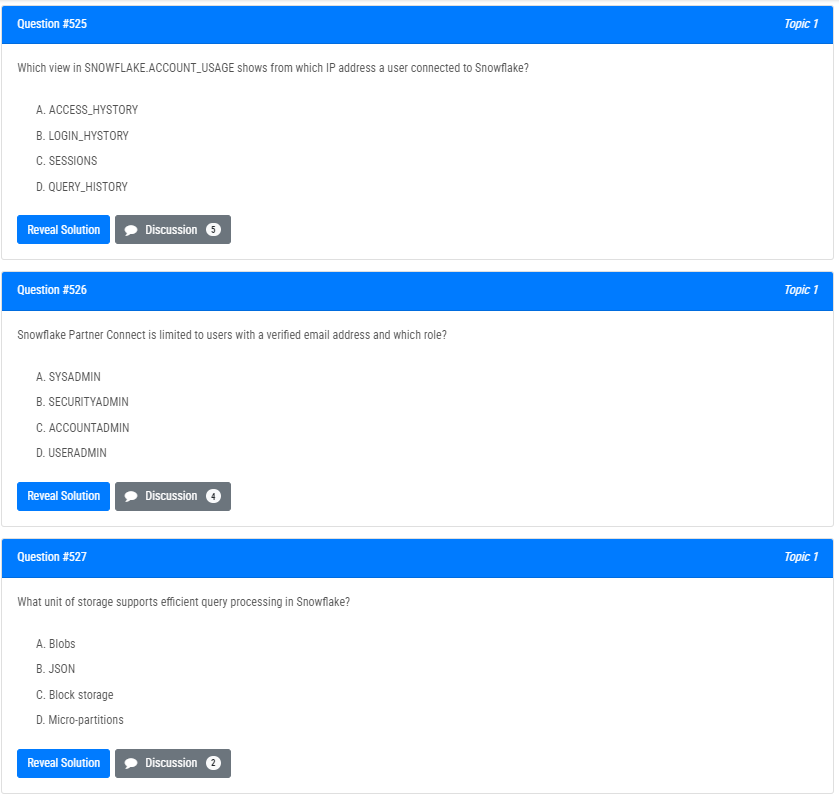 Question #525 Topic 1
Which view in SNOWFLAKE.ACCOUNT_USAGE shows from which IP address a user connected to Snowflake?
A. ACCESS_HYSTORY
B. LOGIN_HYSTORY
C. SESSIONS
D. QUERY_HISTORY
Reveal Solution Discussion 5
Question #526 Topic 1
Snowflake Partner Connect is limited to users with a verified email address and which role?
A. SYSADMIN
B. SECURITYADMIN
C. ACCOUNTADMIN
D. USERADMIN
Reveal Solution Discussion 4
Question #527 Topic 1
What unit of storage supports efficient query processing in Snowflake?
A. Blobs
B. JSON
C. Block storage
D. Micro-partitions
Reveal Solution Discussion 2